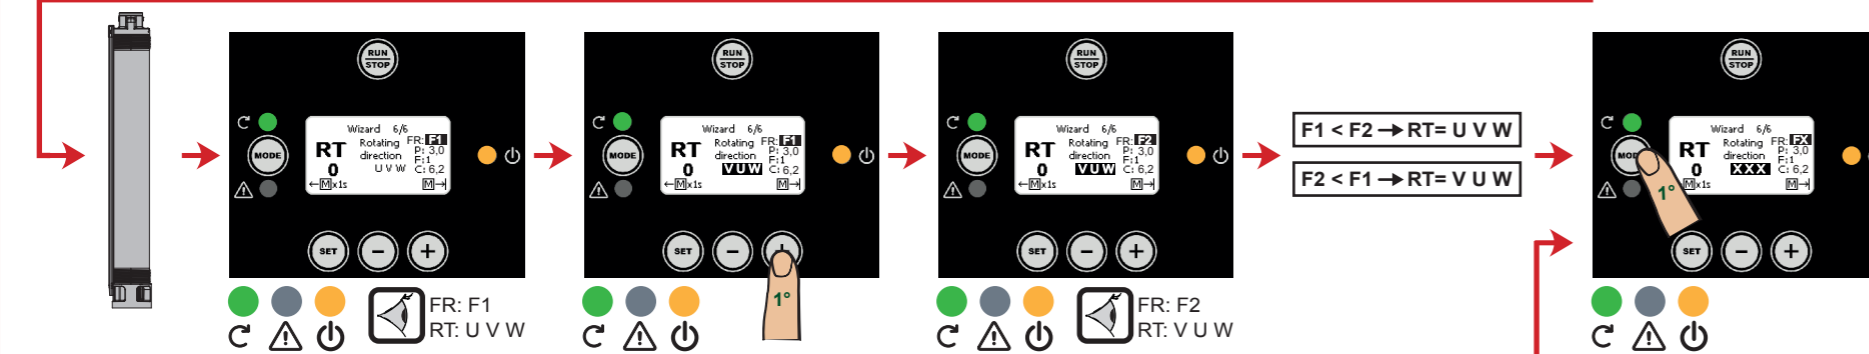 RUN
STOP
MODE
Wizard 6/6
RT
0
Rotating
direction
U V W
FR: F1
P: 3,0
F:1
C: 6,2
←M x1s
M→|
SET
−
+
FR: F1
RT: U V W
RUN
STOP
MODE
Wizard 6/6
RT
0
Rotating
direction
V U W
FR: F1
P: 3,0
F:1
C: 6,2
←M x1s
M→|
SET
−
1°
RUN
STOP
MODE
Wizard 6/6
RT
0
Rotating
direction
V U W
FR: F2
P: 3,0
F:1
C: 6,2
←M x1s
M→|
SET
−
+
FR: F2
RT: V U W
F1 < F2 → RT= U V W
F2 < F1 → RT= V U W
RUN
STOP
Wizard 6/6
RT
0
Rotating
direction
X X X
FR: FX
P: 3,0
F:1
C: 6,2
M x1s
M→|
1°
SET
−
+